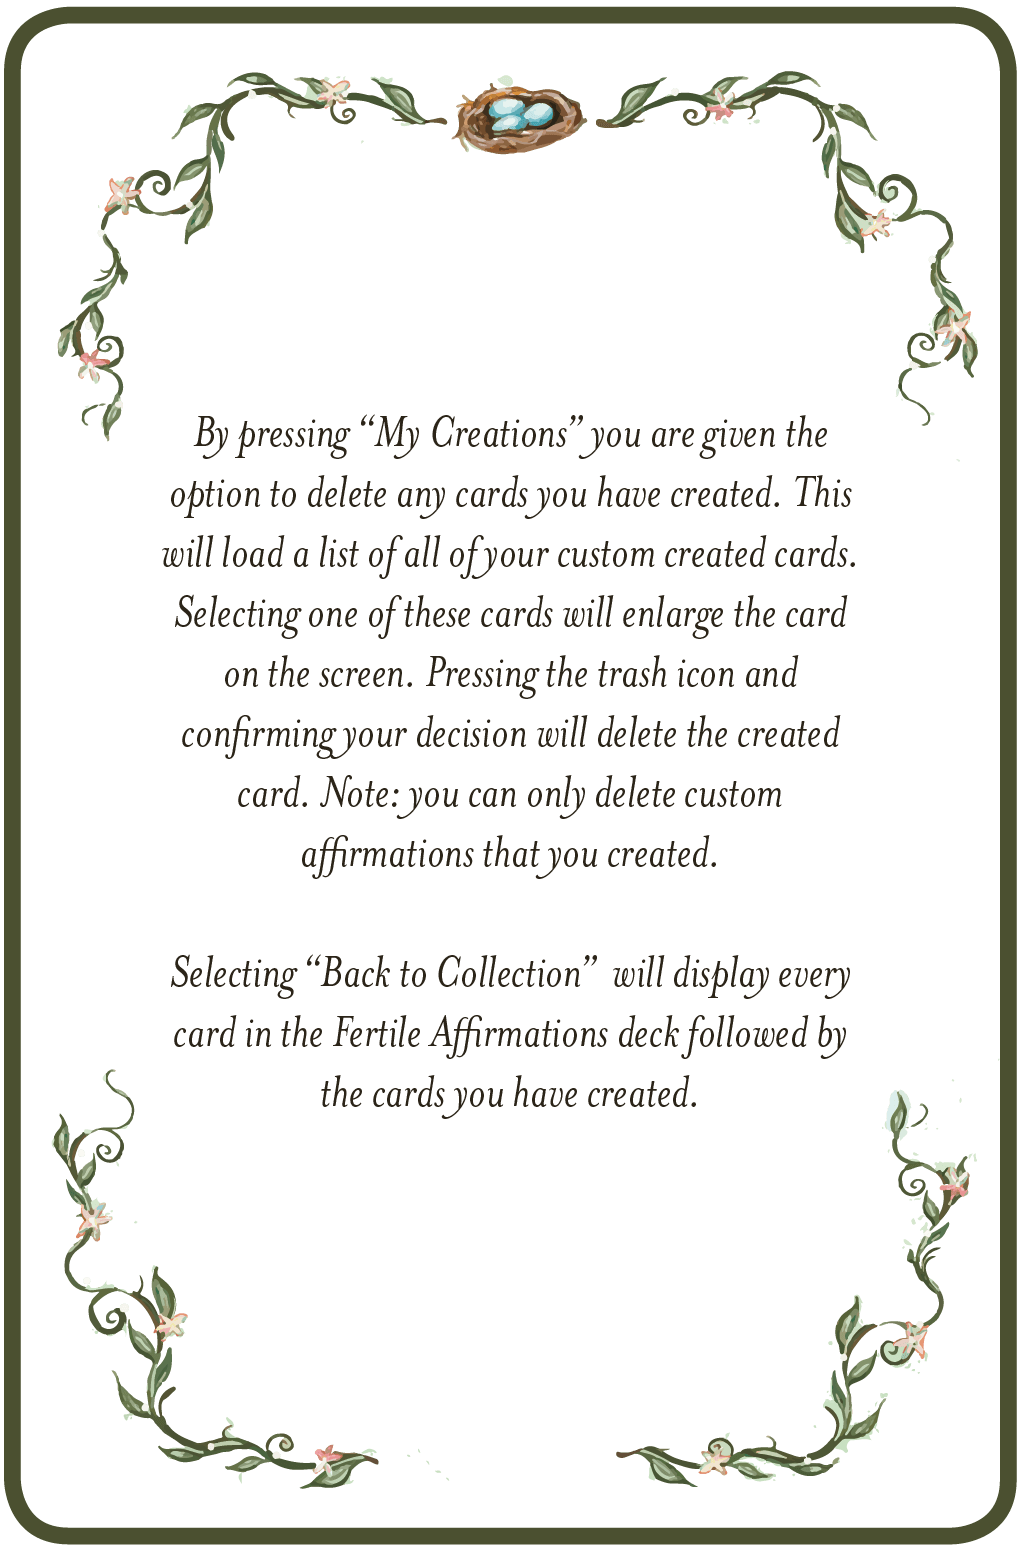 By pressing “My Creations” you are given the
option to delete any cards you have created. This
will load a list of all of your custom created cards.
Selecting one of these cards will enlarge the card
on the screen. Pressing the trash icon and
confirming your decision will delete the created
card. Note: you can only delete custom
affirmations that you created.
Selecting “Back to Collection” will display every
card in the Fertile Affirmations deck followed by
the cards you have created.